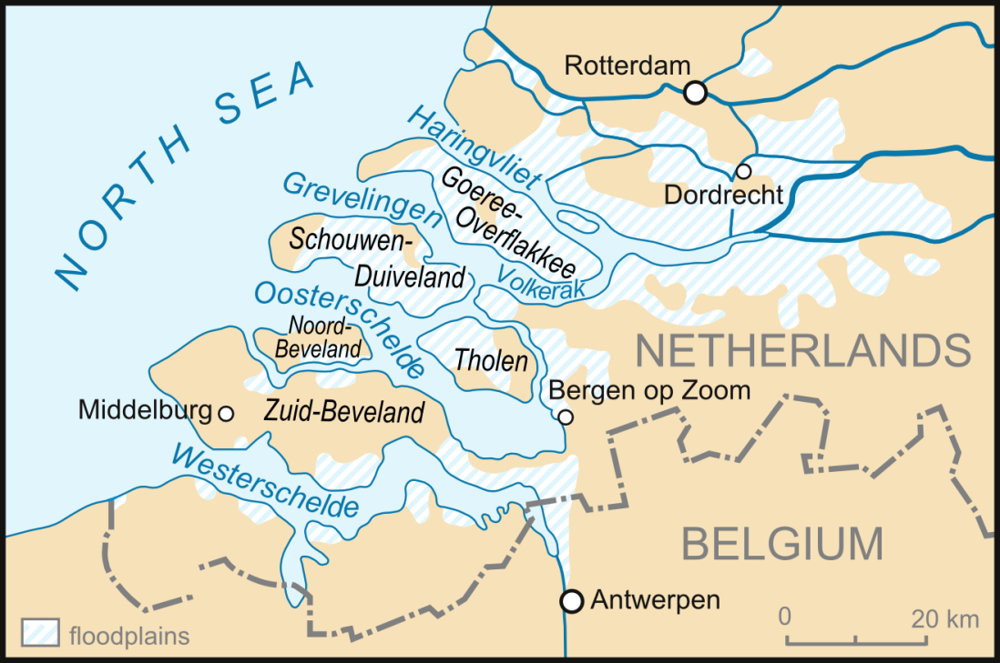 Rotterdam
NORTH SEA
Haringvliet
Dordrecht
Grevelingen
Goeree-
Overflakkee
Schouwen-
Duiveland
Volkerak
Oosterschelde
Noord-
Beveland
Tholen
NETHERLANDS
Bergen op Zoom
Middelburg
Zuid-Beveland
Westerschelde
BELGIUM
Antwerpen
0 20 km
floodplains